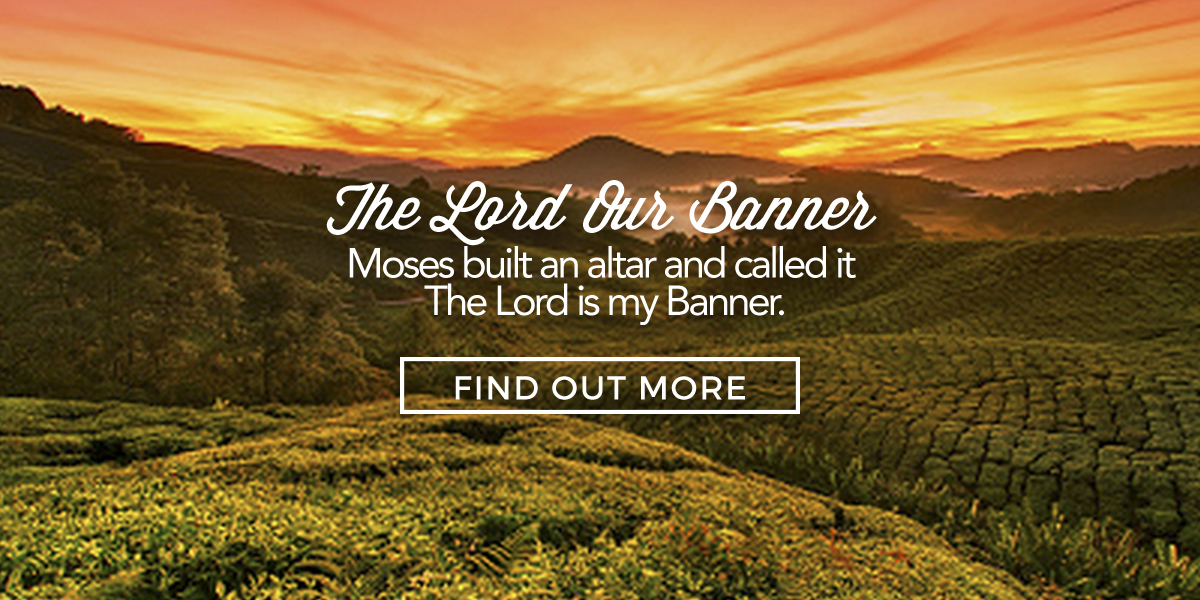 The Lord Our Banner
Moses built an altar and called it
The Lord is my Banner.
FIND OUT MORE